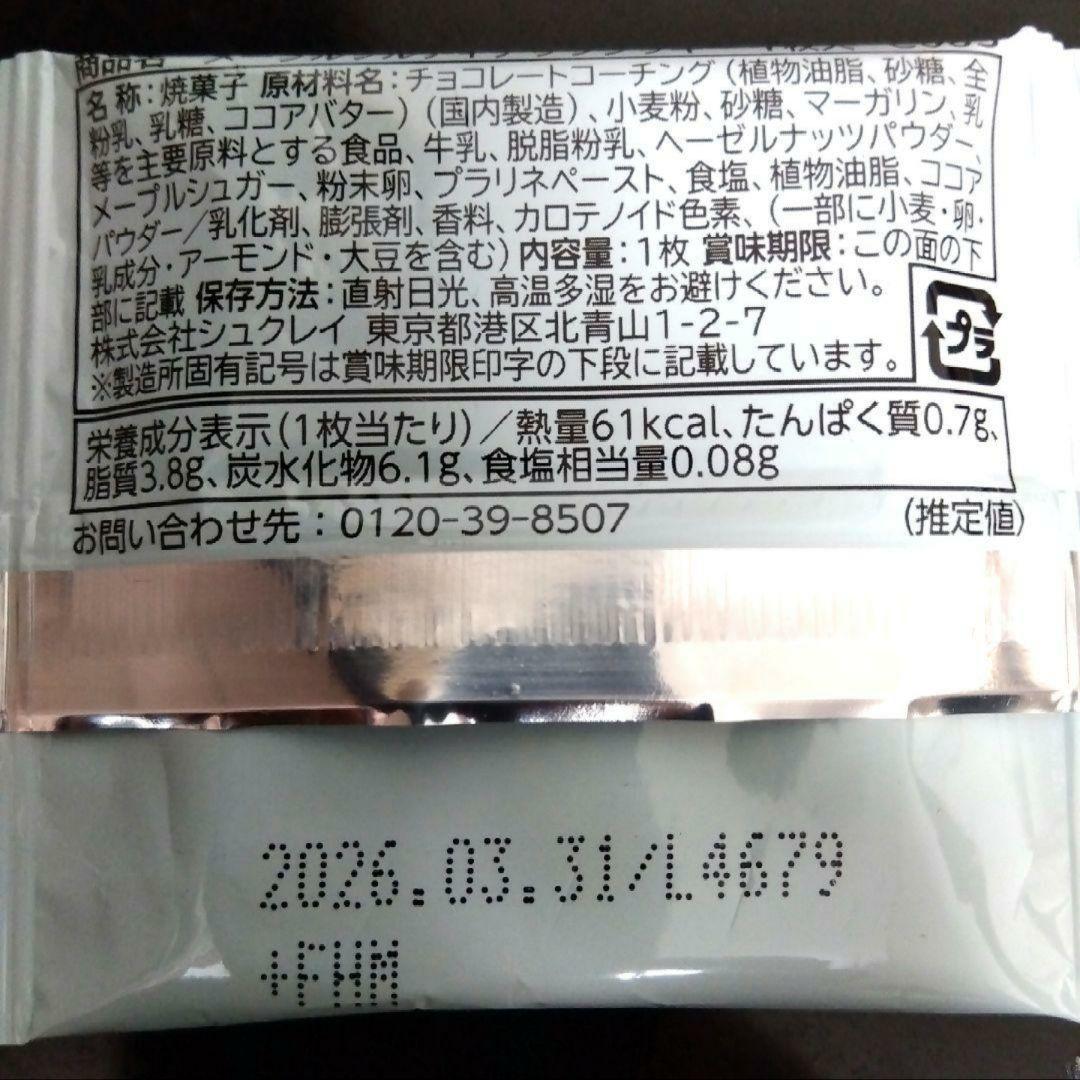 商品名
名 称：焼菓子 原材料名：チョコレートコーチング（植物油脂、砂糖、全
粉乳、乳糖、ココアバター）（国内製造）、小麦粉、砂糖、マーガリン、乳
等を主要原料とする食品、牛乳、脱脂粉乳、ヘーゼルナッツパウダー、
メープルシュガー、粉末卵、プラリネペースト、食塩、植物油脂、ココア
パウダー／乳化剤、膨張剤、香料、カロテノイド色素、（一部に小麦・卵・
乳成分・アーモンド・大豆を含む）内容量：1枚 賞味期限：この面の下
部に記載 保存方法：直射日光、高温多湿をお避けください。
株式会社シュクレイ 東京都港区北青山1-2-7
※製造所固有記号は賞味期限印字の下段に記載しています。
プラ
栄養成分表示（1枚当たり）／熱量61kcal、たんぱく質0.7g、
脂質3.8g、炭水化物6.1g、食塩相当量0.08g
お問い合わせ先：0120-39-8507 （推定値）
2026.03.31/L4679
+FHM